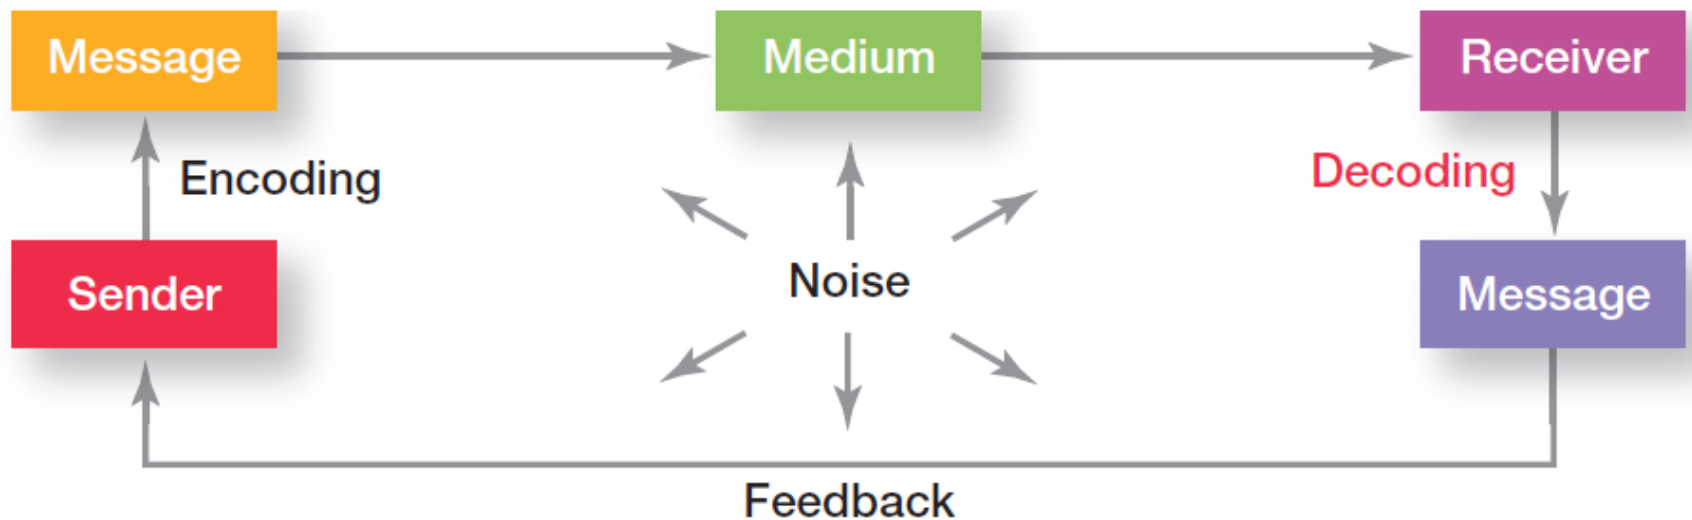 Message
Medium
Receiver
Encoding
Decoding
Sender
Noise
Message
Feedback